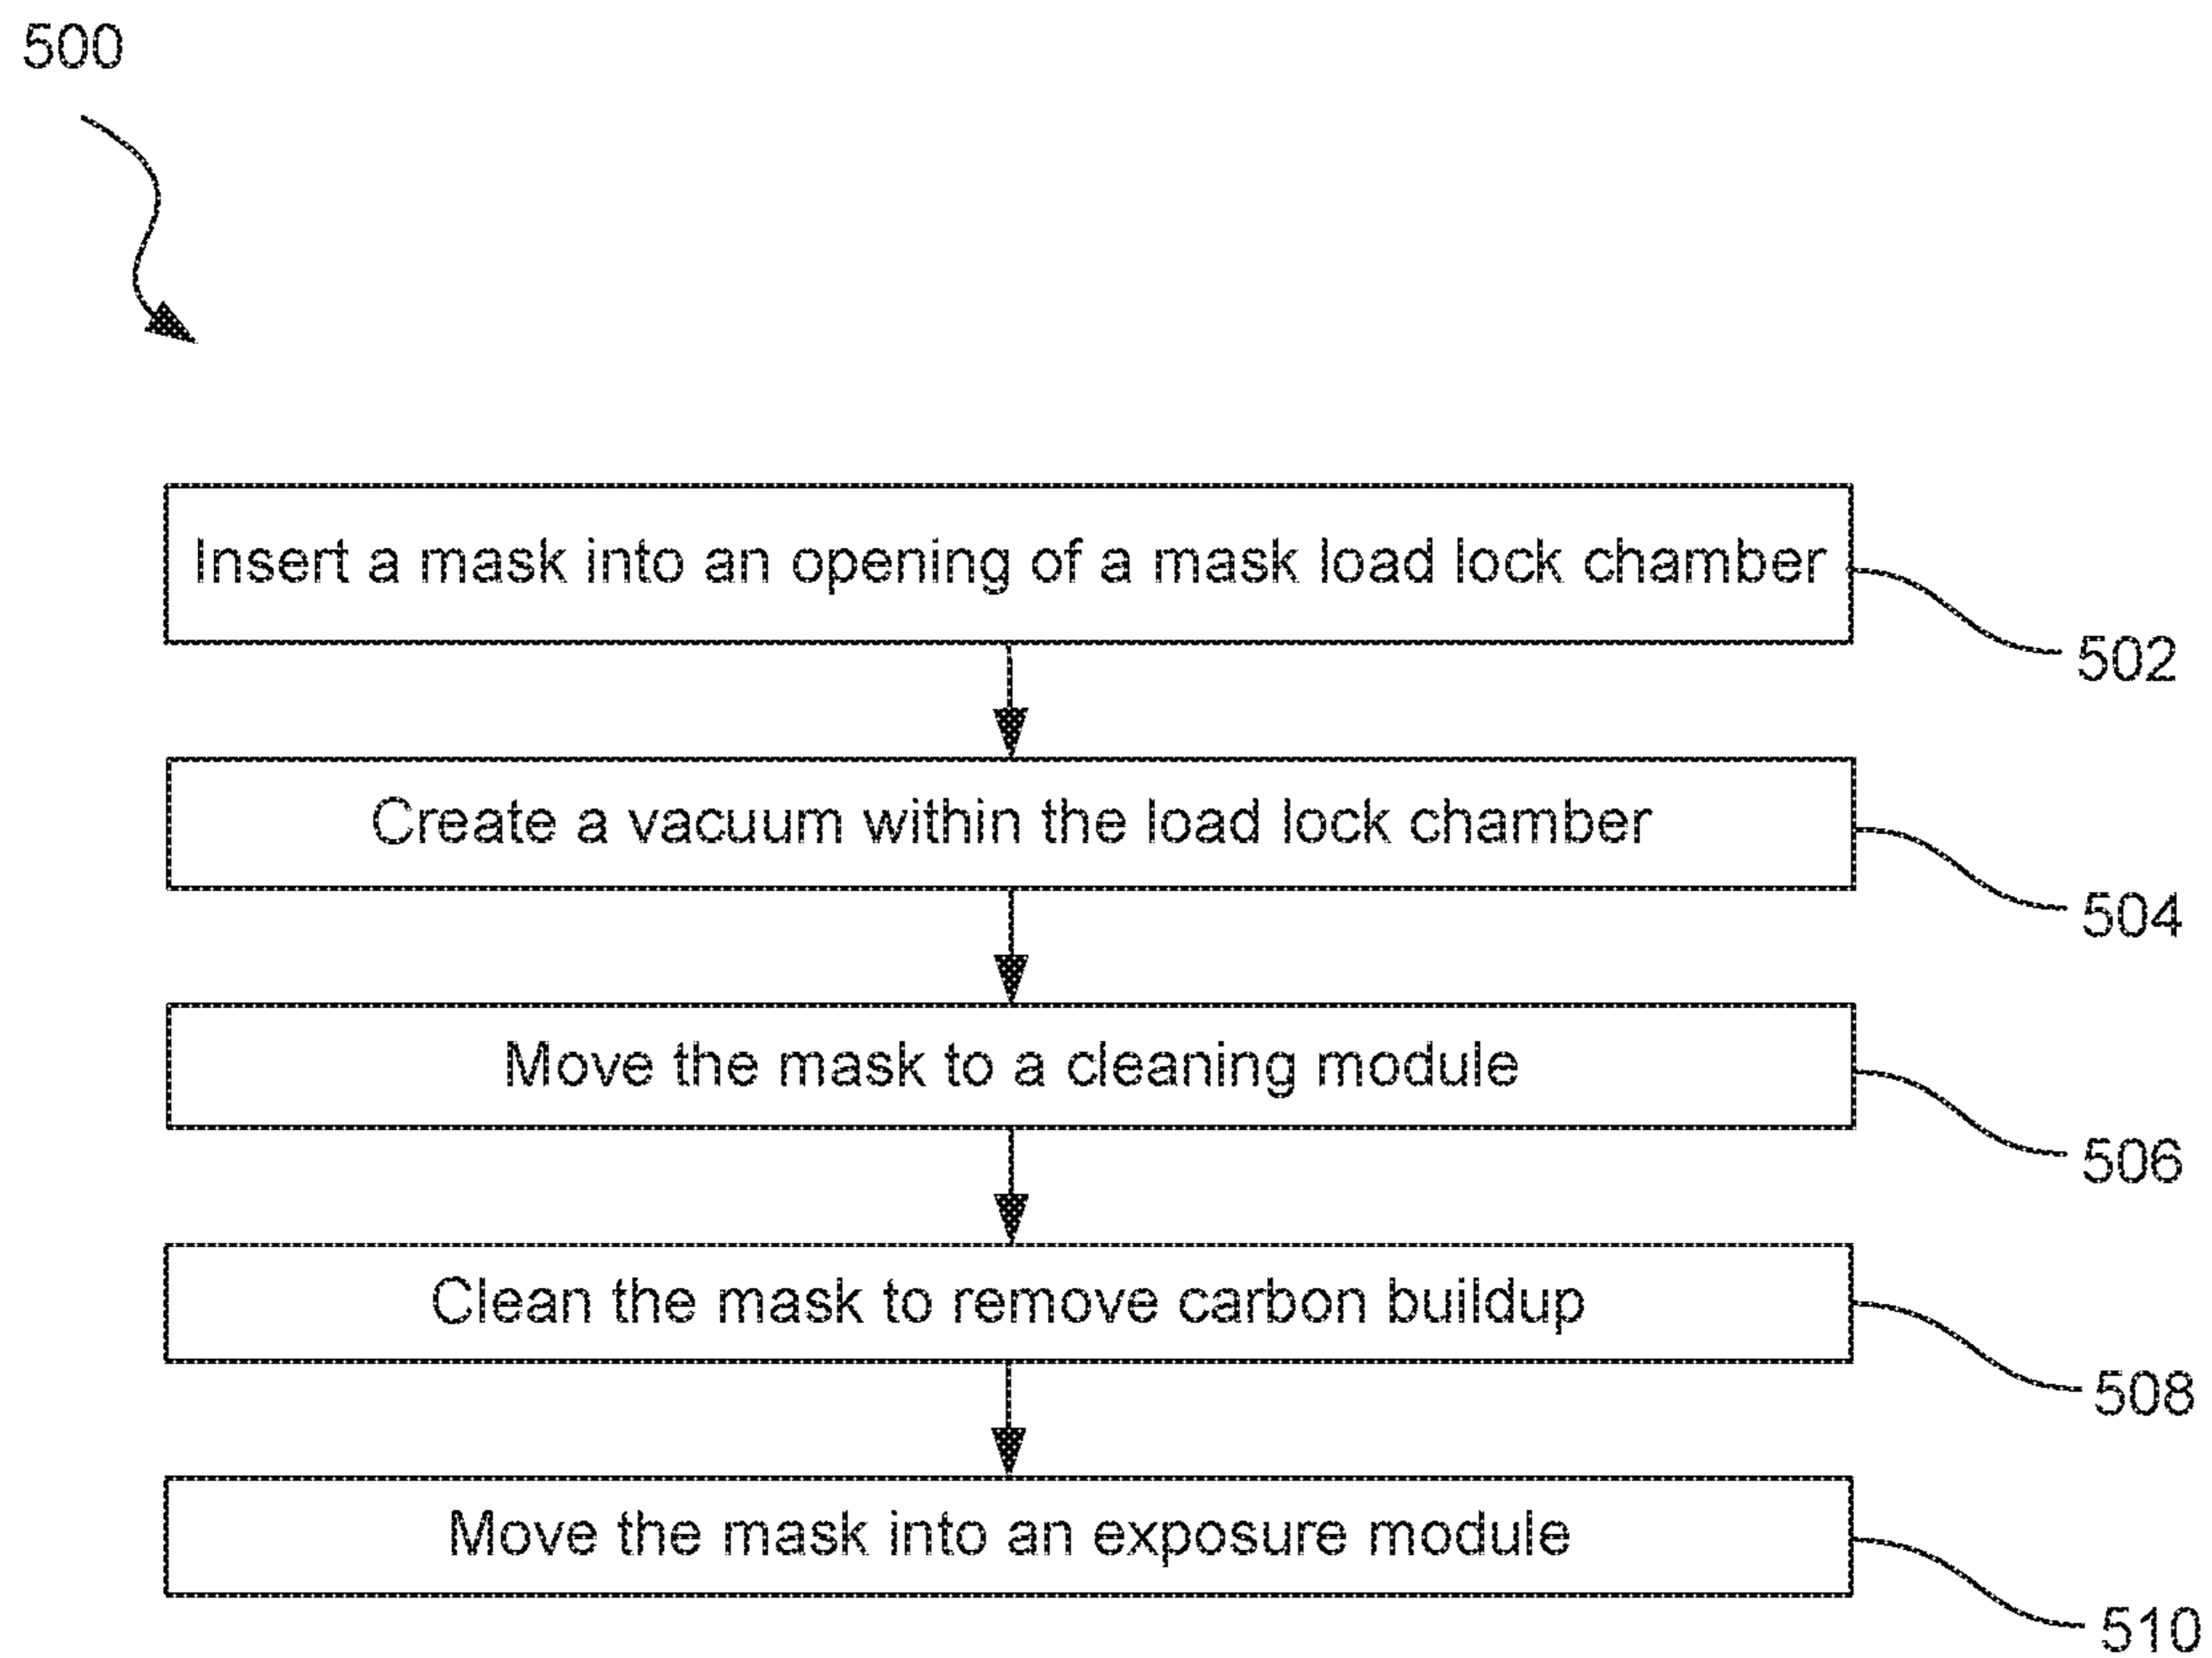 500
Insert a mask into an opening of a mask load lock chamber
502
Create a vacuum within the load lock chamber
504
Move the mask to a cleaning module
506
Clean the mask to remove carbon buildup
508
Move the mask into an exposure module
510